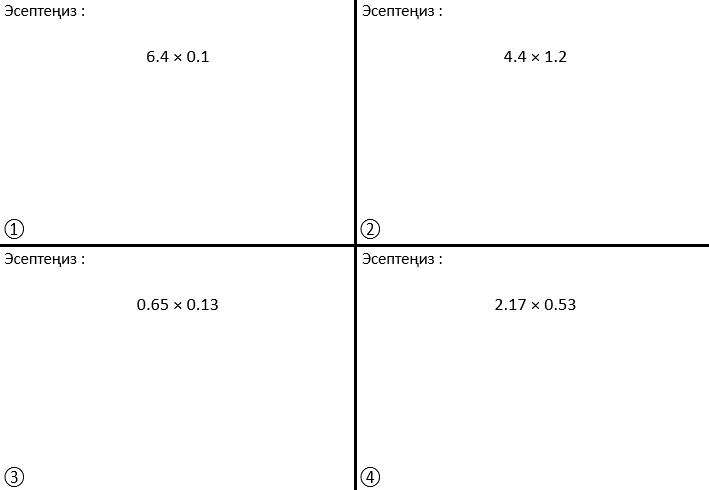 Эсептеңиз :
6.4 × 0.1
①
Эсептеңиз :
4.4 × 1.2
②
Эсептеңиз :
0.65 × 0.13
③
Эсептеңиз :
2.17 × 0.53
④